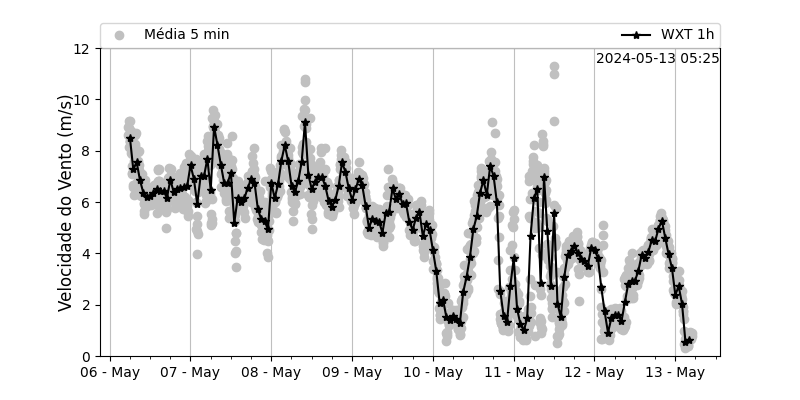 Média 5 min
WXT 1h
2024-05-13 05:25
Velocidade do Vento (m/s)
12
10
8
6
4
2
0
06 - May
07 - May
08 - May
09 - May
10 - May
11 - May
12 - May
13 - May